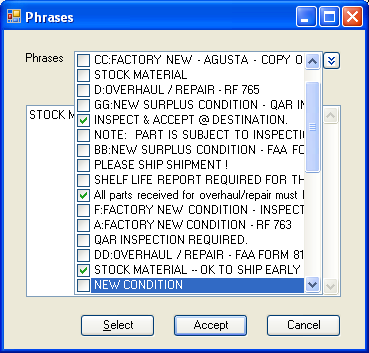 Phrases
Phrases
CC:FACTORY NEW - AGUSTA - COPY O
STOCK MATERIAL
D:OVERHAUL / REPAIR - RF 765
GG:NEW SURPLUS CONDITION - QAR IN
INSPECT & ACCEPT @ DESTINATION.
STOCK M
NOTE: PART IS SUBJECT TO INSPECTIO
BB:NEW SURPLUS CONDITION - FAA FO
PLEASE SHIP SHIPMENT !
SHELF LIFE REPORT REQUIRED FOR TH
All parts received for overhaul/repair must
F:FACTORY NEW CONDITION - INSPECT
A:FACTORY NEW CONDITION - RF 763
QAR INSPECTION REQUIRED.
DD:OVERHAUL / REPAIR - FAA FORM 81
STOCK MATERIAL -- OK TO SHIP EARLY
NEW CONDITION
Select
Accept
Cancel